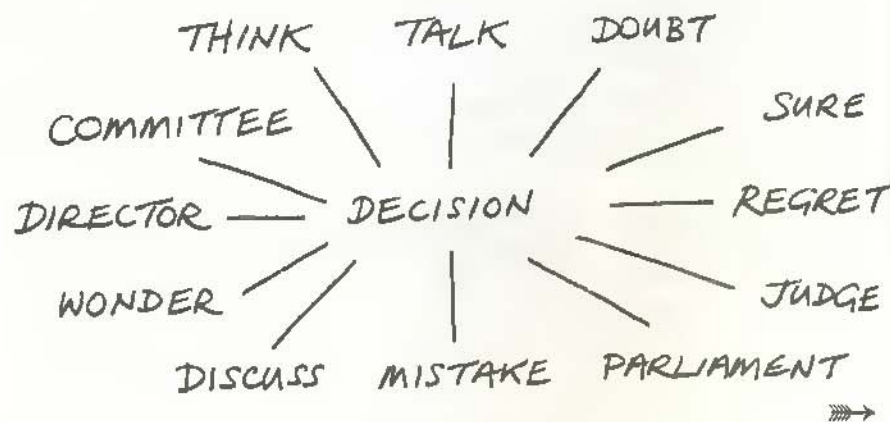 THINK TALK DOUBT
COMMITTEE SURE
DIRECTOR DECISION REGRET
WONDER JUDGE
DISCUSS MISTAKE PARLIAMENT